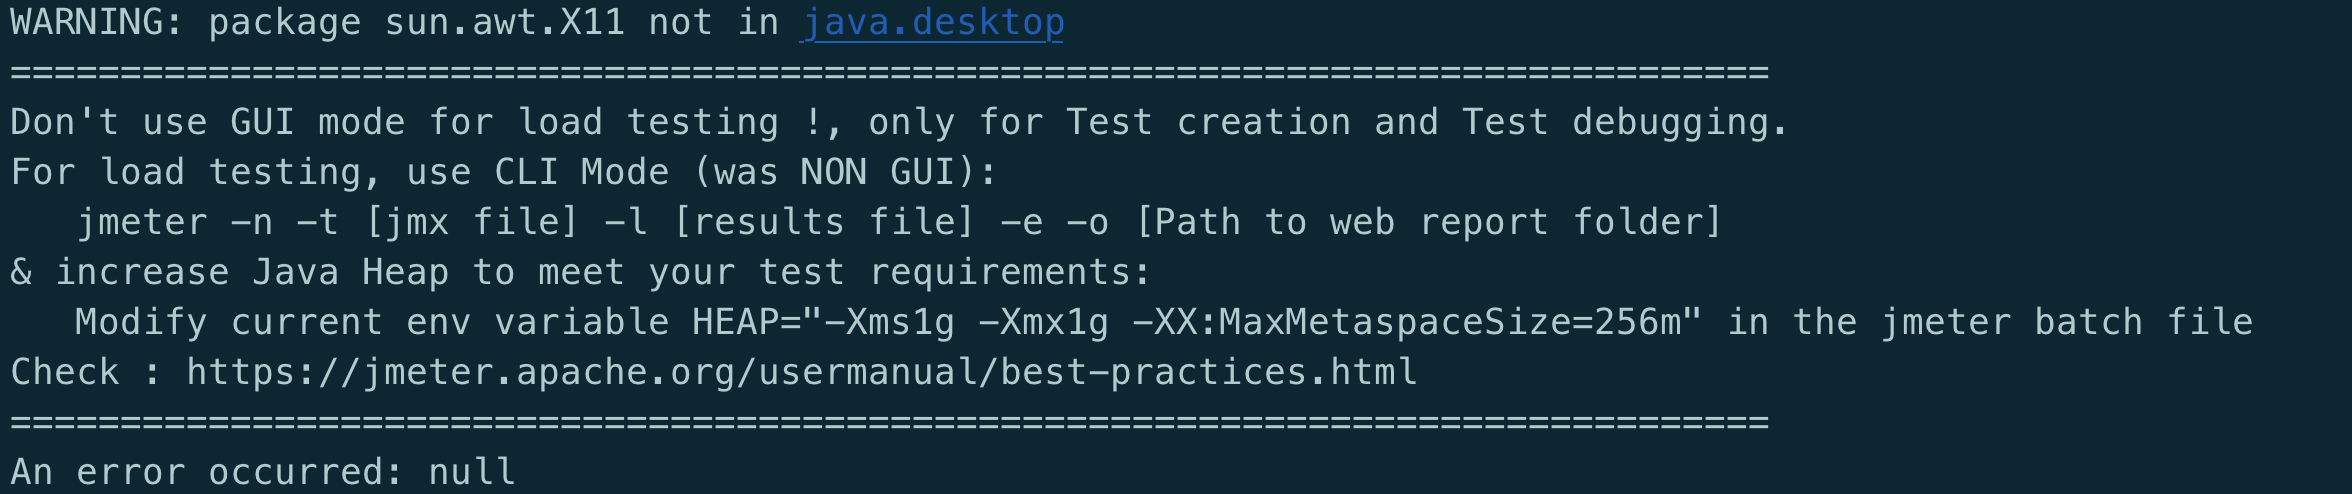 WARNING: package sun.awt.X11 not in java.desktop
================================================================================
Don't use GUI mode for load testing !, only for Test creation and Test debugging.
For load testing, use CLI Mode (was NON GUI):
   jmeter -n -t [jmx file] -l [results file] -e -o [Path to web report folder]
& increase Java Heap to meet your test requirements:
   Modify current env variable HEAP="-Xms1g -Xmx1g -XX:MaxMetaspaceSize=256m" in the jmeter batch file
Check : https://jmeter.apache.org/usermanual/best-practices.html
================================================================================
An error occurred: null